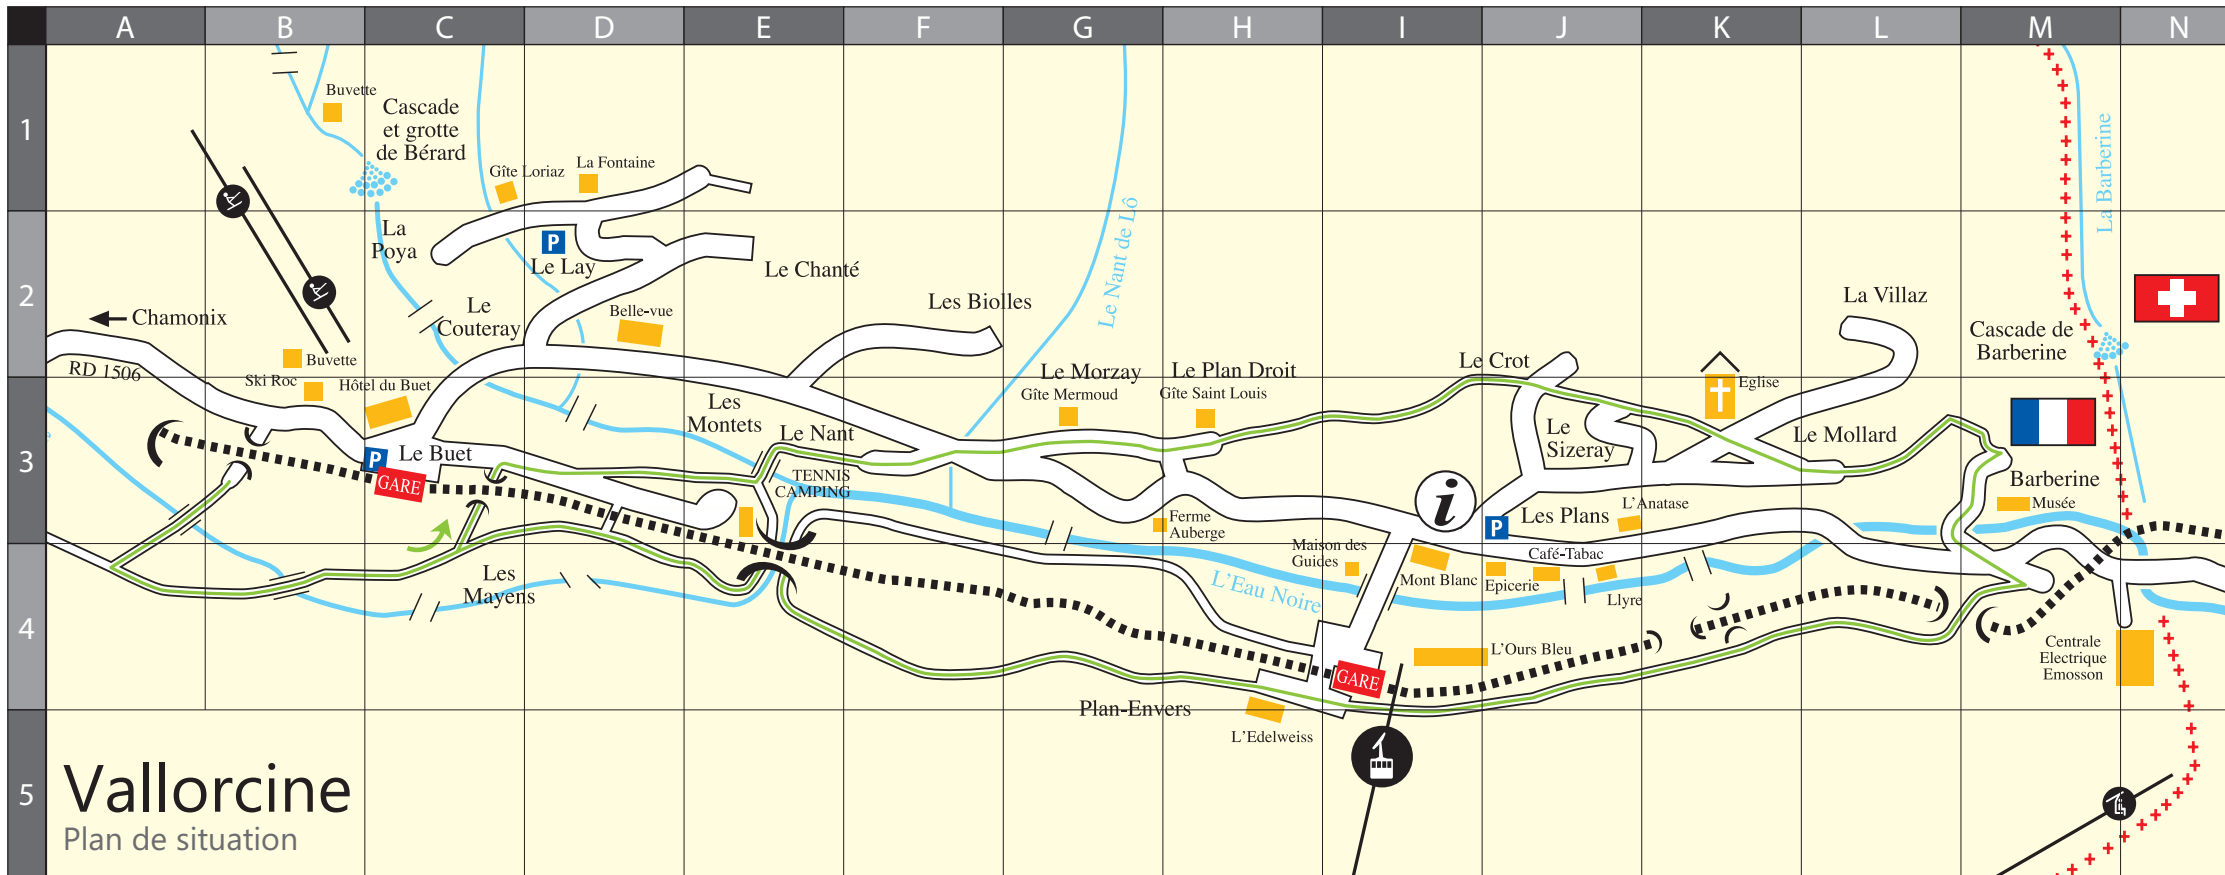 A B C D E F G H I J K L M N
1
2
3
4
5
Buvette
Cascade
et grotte
de Bérard
Gîte Loriaz
La Fontaine
La
Poya
P
Le Lay
Le Chanté
Le
Couteray
Belle-vue
Les Biolles
Le Nant de Lô
La Barberine
La Villaz
Cascade de
Barberine
Chamonix
RD 1506
Buvette
Ski Roc
Hôtel du Buet
Le Morzay
Gîte Mermoud
Le Plan Droit
Gîte Saint Louis
Le Crot
Eglise
Les
Montets
Le Nant
Le Buet
P
GARE
TENNIS
CAMPING
Le
Sizeray
Le Mollard
Barberine
Musée
i
P
Les Plans
L'Anatase
Ferme
Auberge
Maison des
Guides
Mont Blanc
Café-Tabac
Epicerie
Llyre
L'Eau Noire
Les
Mayens
L'Ours Bleu
GARE
Centrale
Electrique
Emosson
Plan-Envers
L'Edelweiss
Vallorcine
Plan de situation